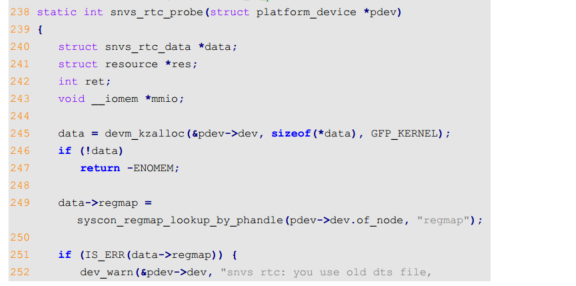 238 static int snvs_rtc_probe(struct platform_device *pdev)
239 {
240 struct snvs_rtc_data *data;
241 struct resource *res;
242 int ret;
243 void __iomem *mmio;
244
245 data = devm_kzalloc(&pdev->dev, sizeof(*data), GFP_KERNEL);
246 if (!data)
247 return -ENOMEM;
248
249 data->regmap =
syscon_regmap_lookup_by_phandle(pdev->dev.of_node, "regmap");
250
251 if (IS_ERR(data->regmap)) {
252 dev_warn(&pdev->dev, "snvs rtc: you use old dts file,